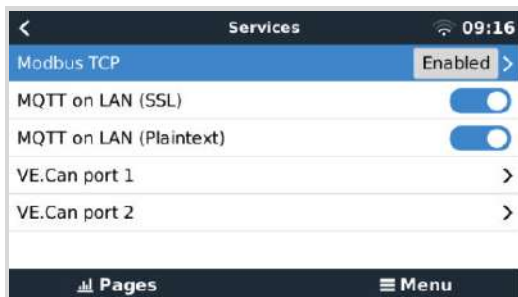 Services 09:16
Modbus TCP Enabled
MQTT on LAN (SSL)
MQTT on LAN (Plaintext)
VE.Can port 1
VE.Can port 2
Pages Menu